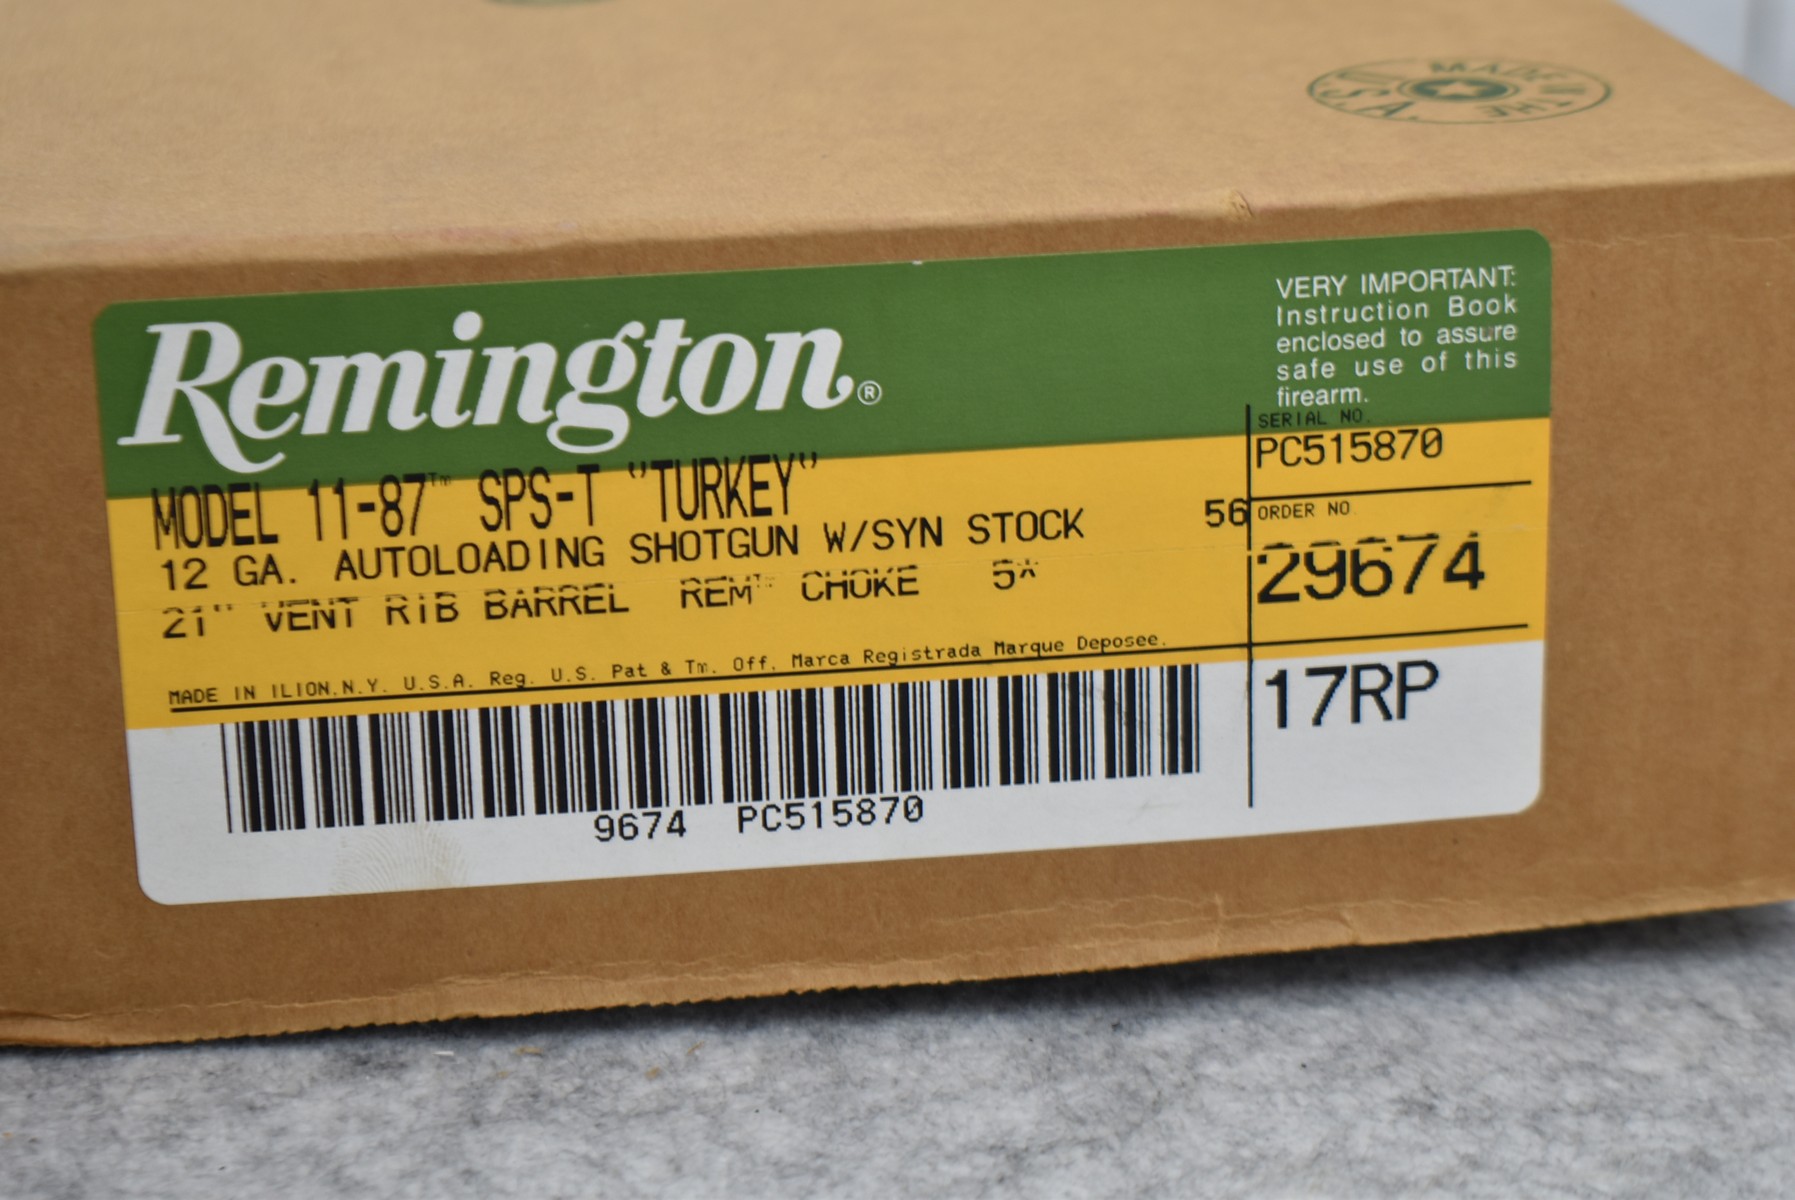 MADE IN THE
U.S.A.
Remington®
VERY IMPORTANT:
Instruction Book
enclosed to assure
safe use of this
firearm.
MODEL 11-87™ SPS-T "TURKEY"
12 GA. AUTOLOADING SHOTGUN W/SYN STOCK 56
21" VENT RIB BARREL REM™ CHOKE 5*
MADE IN ILION.N.Y. U.S.A. Reg. U.S. Pat & Tm. Off. Marca Registrada Marque Deposee.
SERIAL NO.
PC515870
ORDER NO.
29674
17RP
9674 PC515870